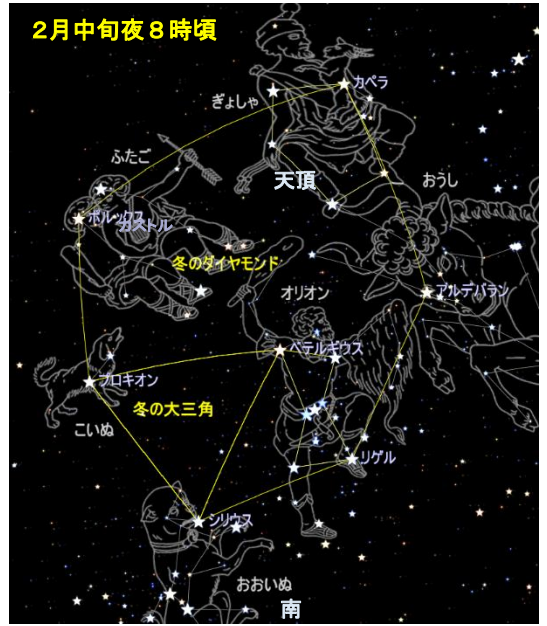 2月中旬夜8時頃
カペラ
ぎょしゃ
ふたご
天頂
おうし
ポルックス
カストル
冬のダイヤモンド
オリオン
アルデバラン
ベテルギウス
プロキオン
冬の大三角
こいぬ
リゲル
シリウス
おおいぬ
南